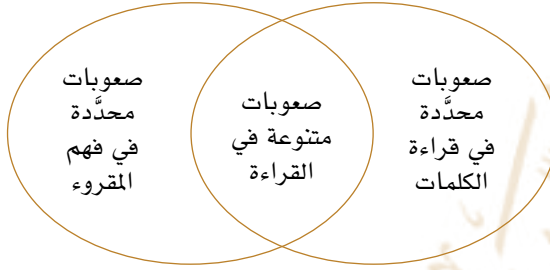 صعوبات
محدَّدة
في قراءة
الكلمات
صعوبات
متنوعة في
القراءة
صعوبات
محدَّدة
في فهم
المقروء